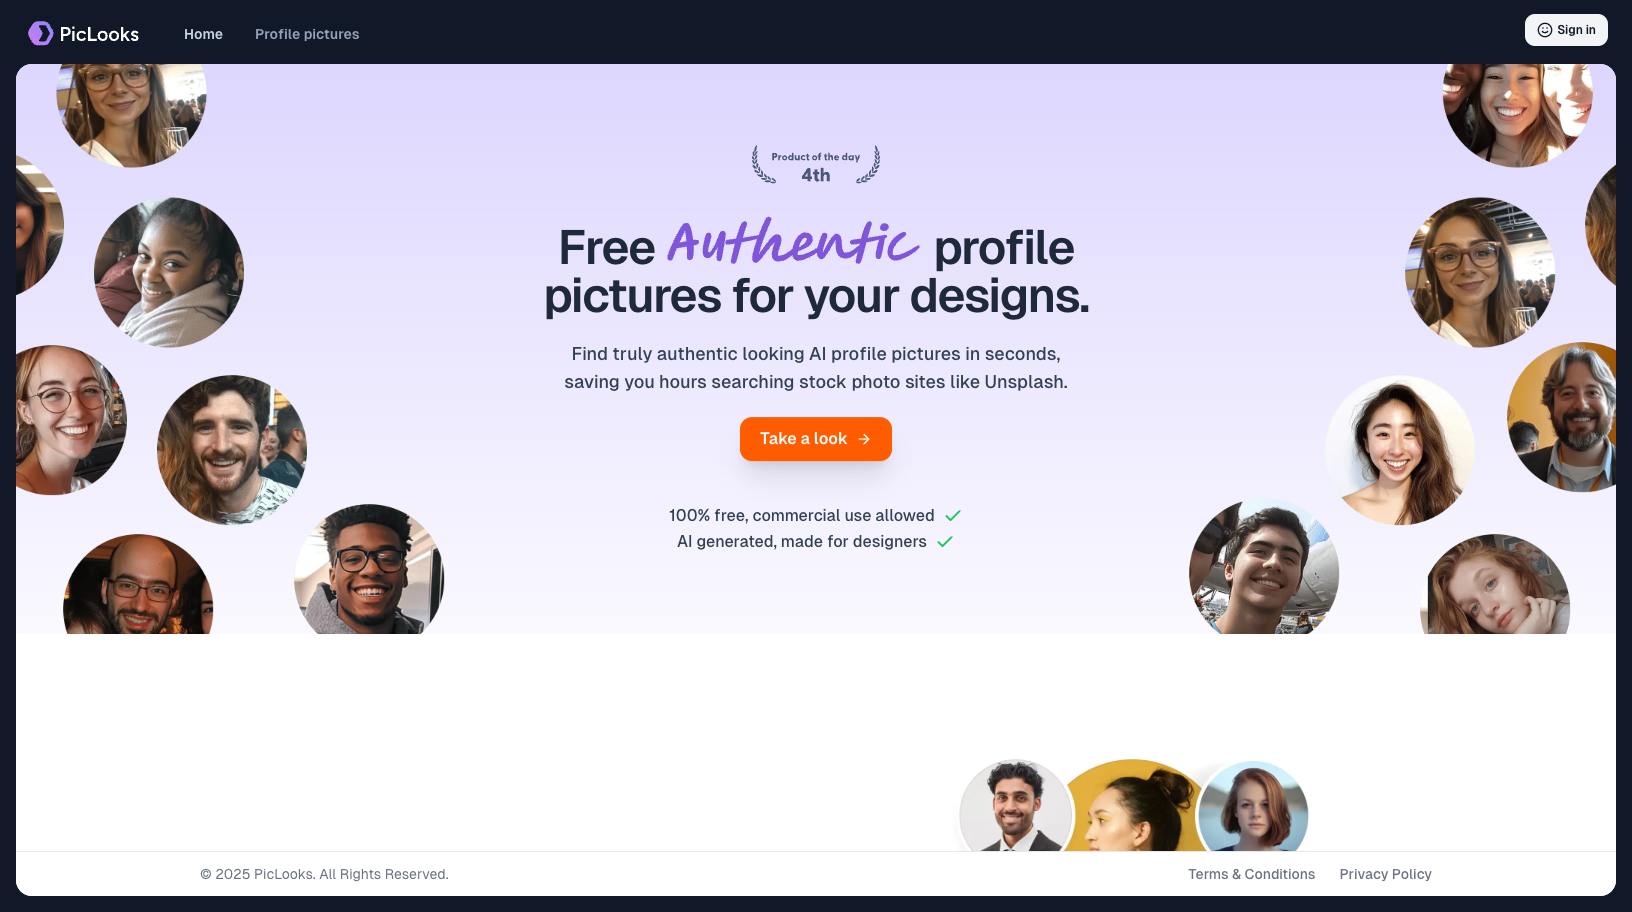 PicLooks
Home
Profile pictures
Sign in
Product of the day
4th
Free Authentic profile
pictures for your designs.
Find truly authentic looking AI profile pictures in seconds,
saving you hours searching stock photo sites like Unsplash.
Take a look
100% free, commercial use allowed
AI generated, made for designers
© 2025 PicLooks. All Rights Reserved.
Terms & Conditions
Privacy Policy